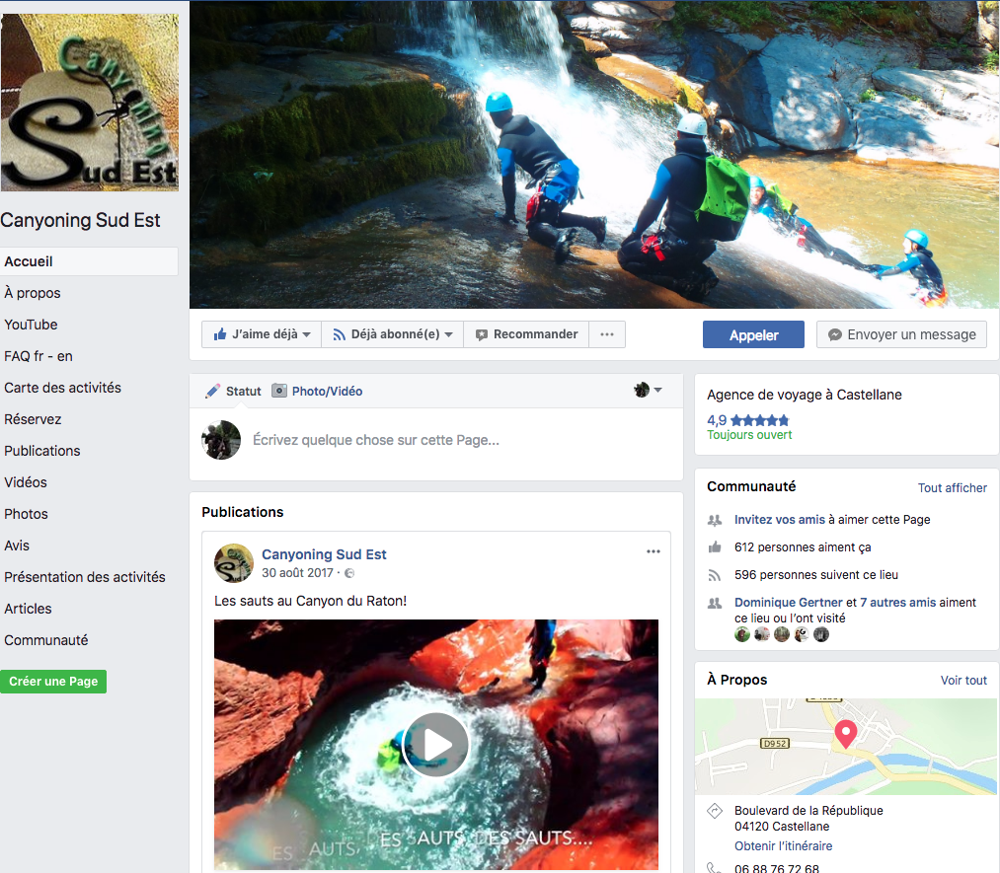 Canyoning
Sud Est
Canyoning Sud Est
Accueil
À propos
YouTube
FAQ fr - en
Carte des activités
Réservez
Publications
Vidéos
Photos
Avis
Présentation des activités
Articles
Communauté
Créer une Page
J'aime déjà
Déjà abonné(e)
Recommander
Appeler
Envoyer un message
Statut
Photo/Vidéo
Écrivez quelque chose sur cette Page...
Publications
Canyoning Sud Est
30 août 2017 ·
Les sauts au Canyon du Raton!
ES SAUTS, DES SAUTS, DES SAUTS....
Agence de voyage à Castellane
4,9
Toujours ouvert
Communauté
Tout afficher
Invitez vos amis à aimer cette Page
612 personnes aiment ça
596 personnes suivent ce lieu
Dominique Gertner et 7 autres amis aiment
ce lieu ou l'ont visité
À Propos
Voir tout
D952
Boulevard de la République
04120 Castellane
Obtenir l'itinéraire
06 88 76 72 68